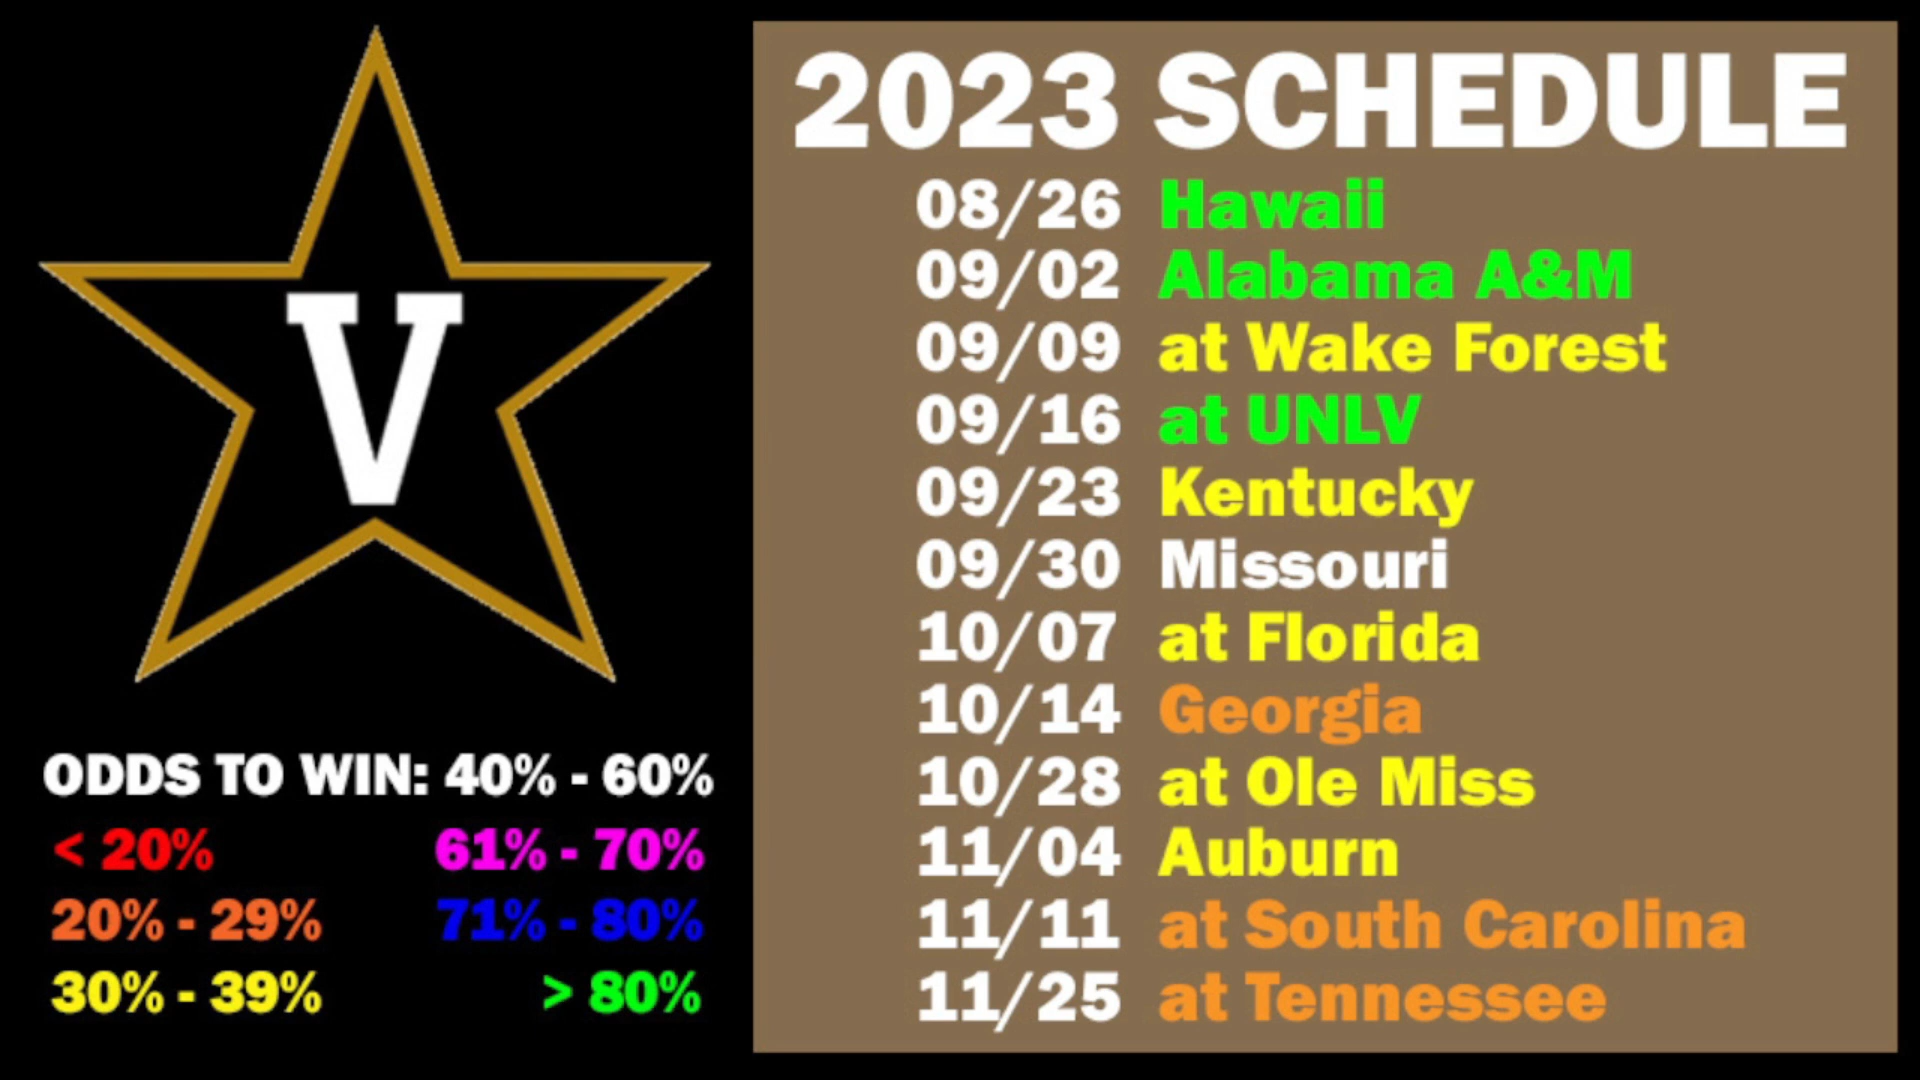 V
ODDS TO WIN: 40% - 60%
< 20% 61% - 70%
20% - 29% 71% - 80%
30% - 39% > 80%
2023 SCHEDULE
08/26 Hawaii
09/02 Alabama A&M
09/09 at Wake Forest
09/16 at UNLV
09/23 Kentucky
09/30 Missouri
10/07 at Florida
10/14 Georgia
10/28 at Ole Miss
11/04 Auburn
11/11 at South Carolina
11/25 at Tennessee